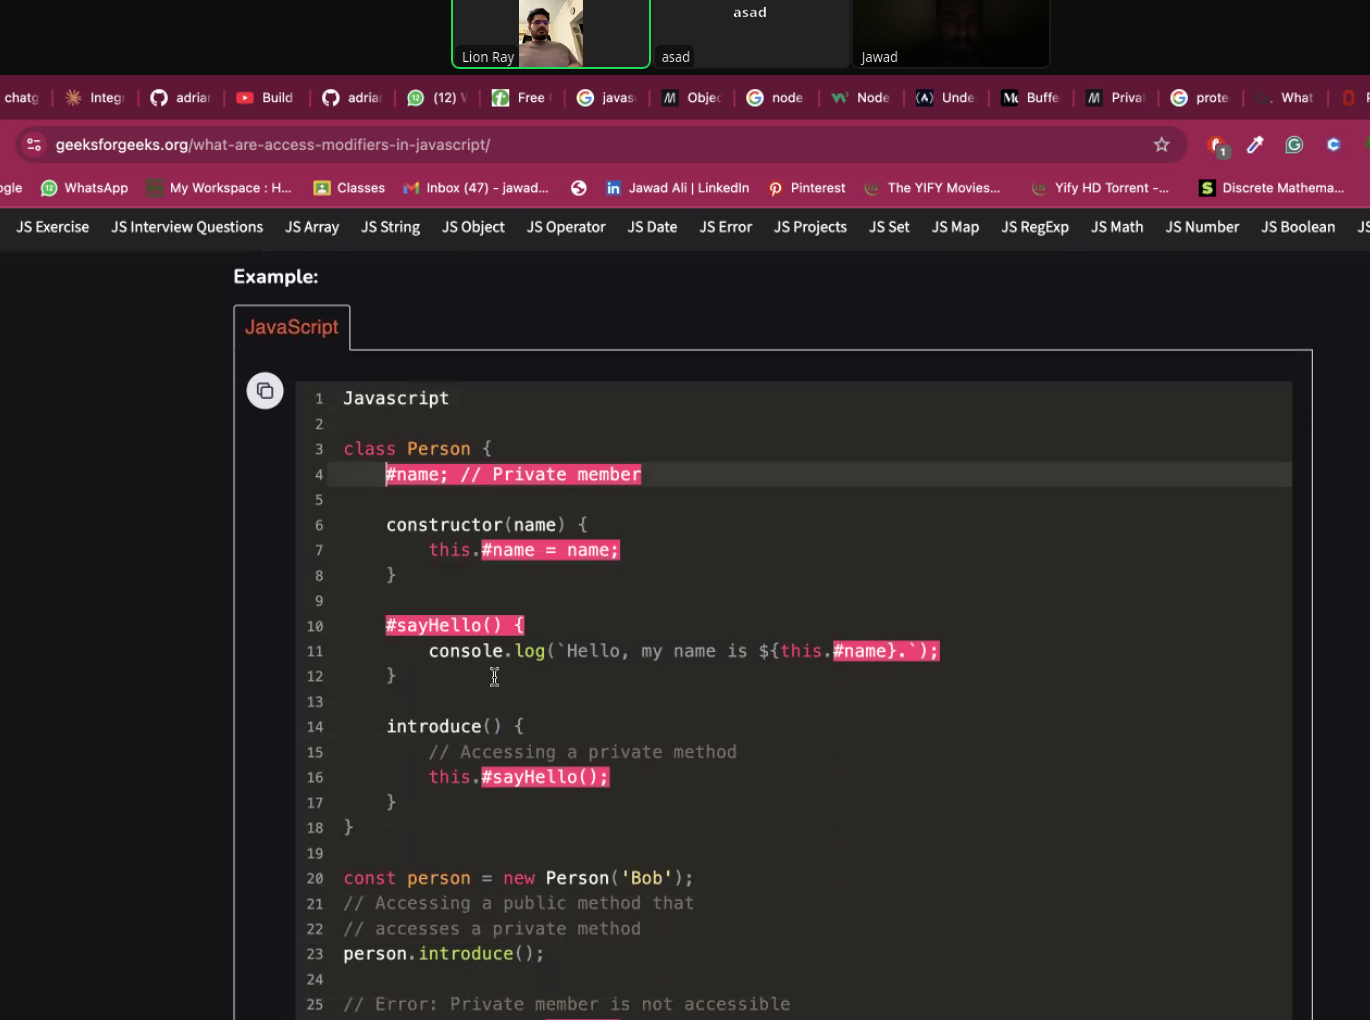 asad
Lion Ray
asad
Jawad
chatg
Integr
adriar
Build
adria
(12)
Free
javas
Objec
node
Node
Unde
Buffe
Privat
prote
What
geeksforgeeks.org/what-are-access-modifiers-in-javascript/
1
ogle
WhatsApp
My Workspace : H...
Classes
Inbox (47) - jawad...
Jawad Ali | LinkedIn
Pinterest
The YIFY Movies...
Yify HD Torrent -...
Discrete Mathema...
JS Exercise
JS Interview Questions
JS Array
JS String
JS Object
JS Operator
JS Date
JS Error
JS Projects
JS Set
JS Map
JS RegExp
JS Math
JS Number
JS Boolean
JS
Example:
JavaScript
1 Javascript
2
3 class Person {
4 #name; // Private member
5
6 constructor(name) {
7 this.#name = name;
8 }
9
10 #sayHello() {
11 console.log(`Hello, my name is ${this.#name}.`);
12 }
13
14 introduce() {
15 // Accessing a private method
16 this.#sayHello();
17 }
18 }
19
20 const person = new Person('Bob');
21 // Accessing a public method that
22 // accesses a private method
23 person.introduce();
24
25 // Error: Private member is not accessible